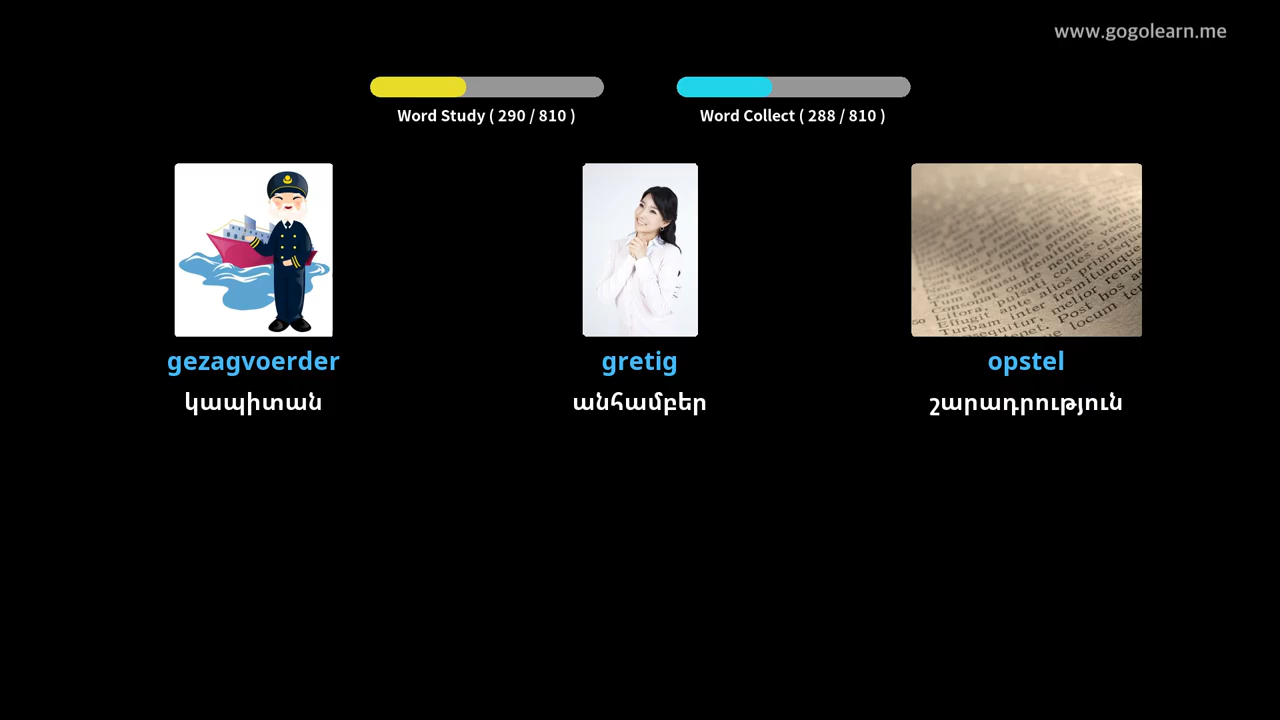 www.gogolearn.me
Word Study ( 290 / 810 )
Word Collect ( 288 / 810 )
gezagvoerder
gretig
opstel
կապիտան
անհամբեր
շարադրություն